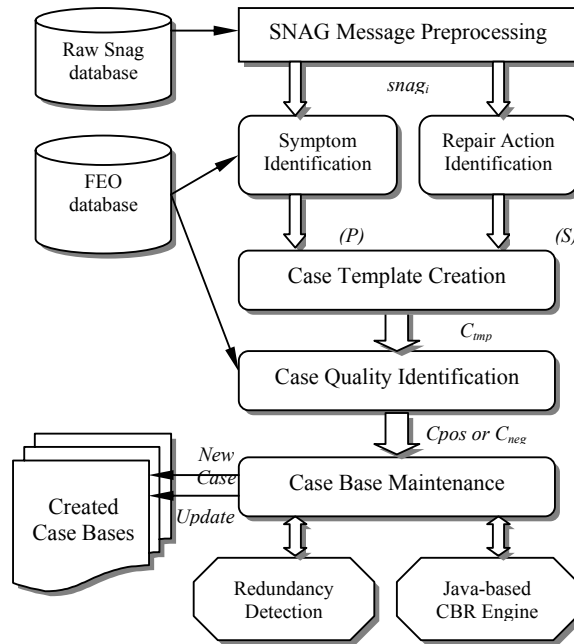 Raw Snag
database
SNAG Message Preprocessing
snagi
FEO
database
Symptom
Identification
Repair Action
Identification
(P)
(S)
Case Template Creation
Ctmp
Case Quality Identification
Cpos or Cneg
New
Case
Update
Created
Case Bases
Case Base Maintenance
Redundancy
Detection
Java-based
CBR Engine